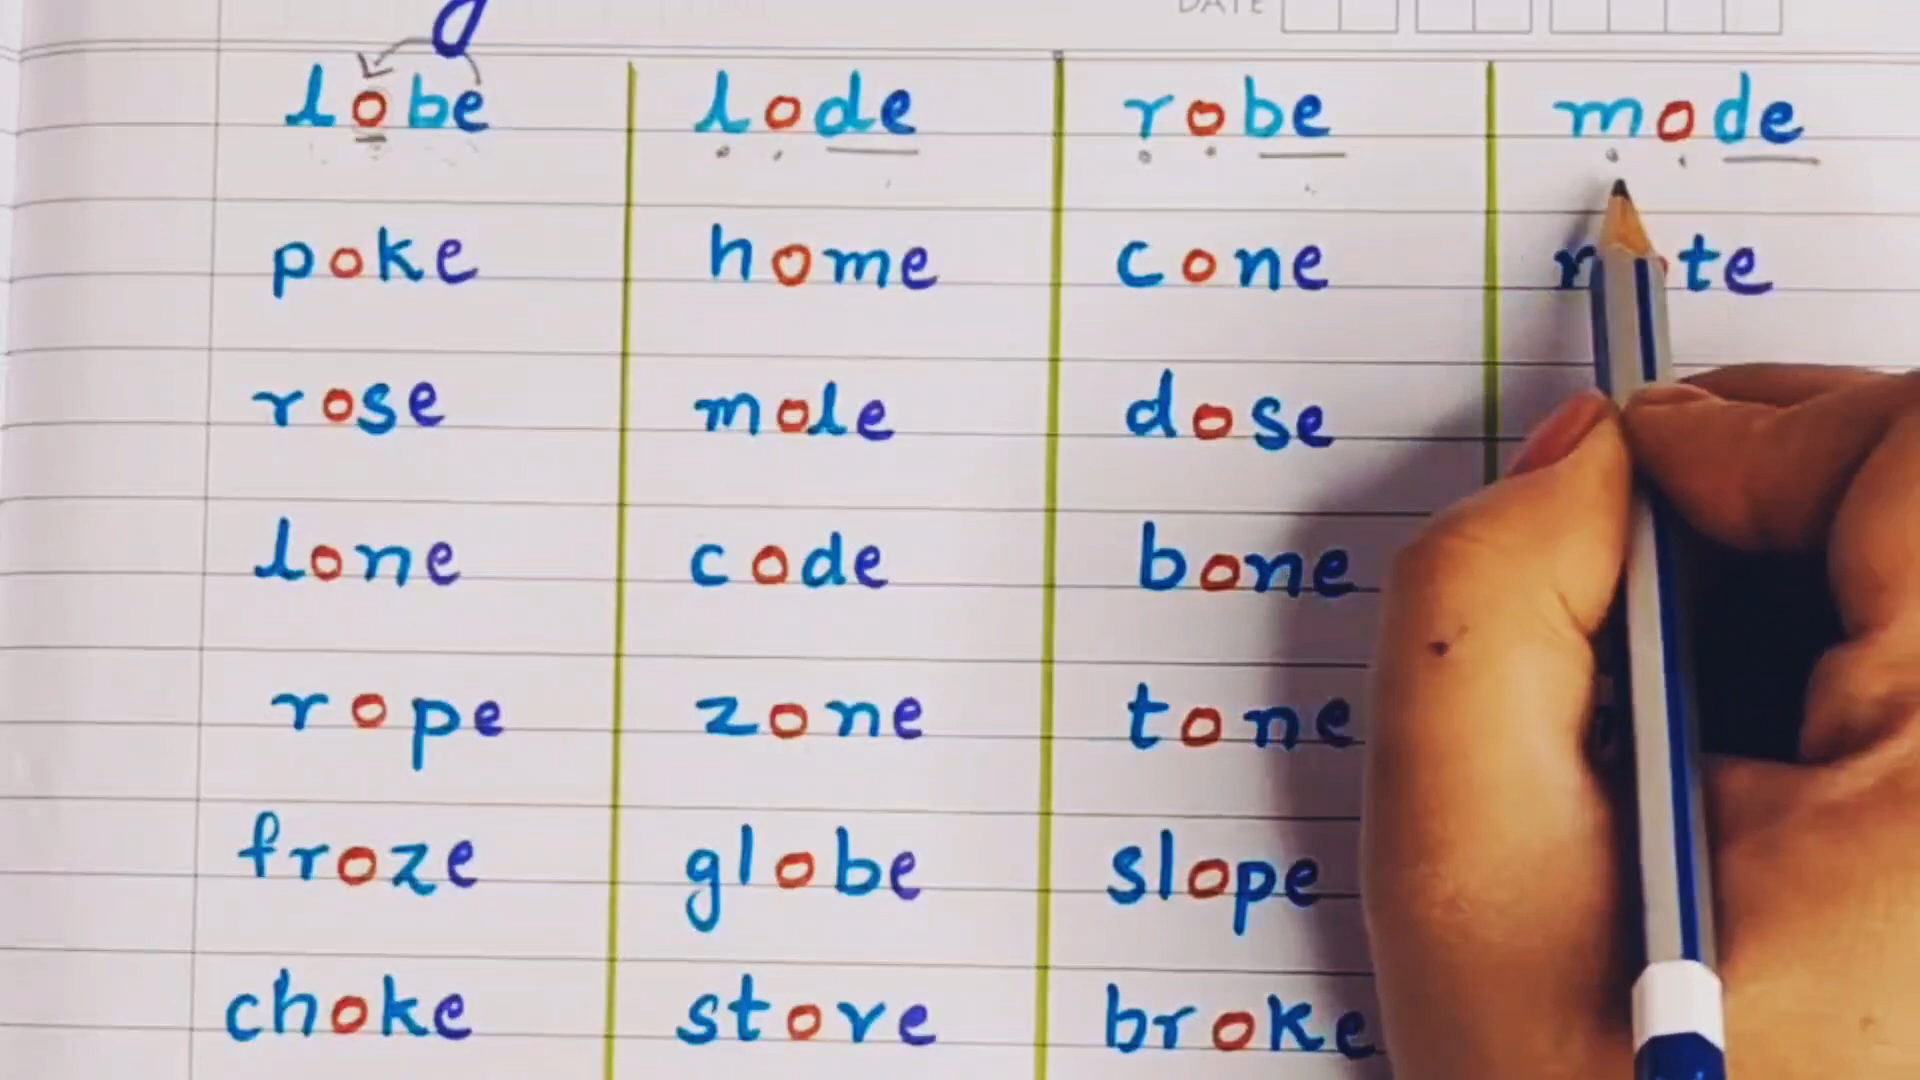 DATE
lobe lode robe mode
poke home cone
rose mole dose
lone code bone
rope zone tone
froze globe slope
choke store broke